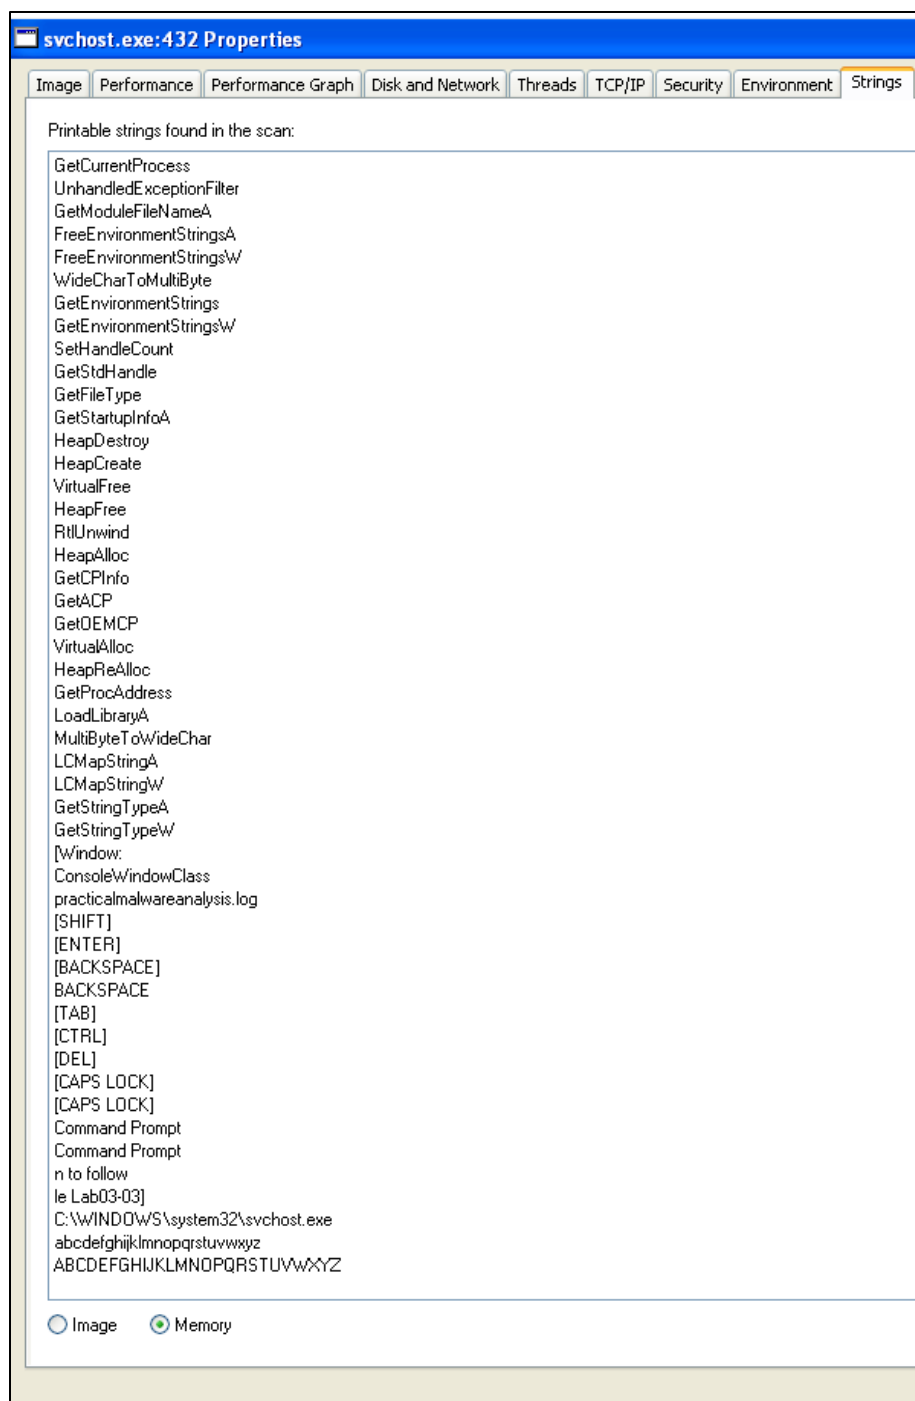 svchost.exe:432 Properties
Image Performance Performance Graph Disk and Network Threads TCP/IP Security Environment Strings
Printable strings found in the scan:
GetCurrentProcess
UnhandledExceptionFilter
GetModuleFileNameA
FreeEnvironmentStringsA
FreeEnvironmentStringsW
WideCharToMultiByte
GetEnvironmentStrings
GetEnvironmentStringsW
SetHandleCount
GetStdHandle
GetFileType
GetStartupInfoA
HeapDestroy
HeapCreate
VirtualFree
HeapFree
RtlUnwind
HeapAlloc
GetCPInfo
GetACP
GetOEMCP
VirtualAlloc
HeapReAlloc
GetProcAddress
LoadLibraryA
MultiByteToWideChar
LCMapStringA
LCMapStringW
GetStringTypeA
GetStringTypeW
[Window:
ConsoleWindowClass
practicalmalwareanalysis.log
[SHIFT]
[ENTER]
[BACKSPACE]
BACKSPACE
[TAB]
[CTRL]
[DEL]
[CAPS LOCK]
[CAPS LOCK]
Command Prompt
Command Prompt
n to follow
le Lab03-03]
C:\WINDOWS\system32\svchost.exe
abcdefghijklmnopqrstuvwxyz
ABCDEFGHIJKLMNOPQRSTUVWXYZ
Image Memory